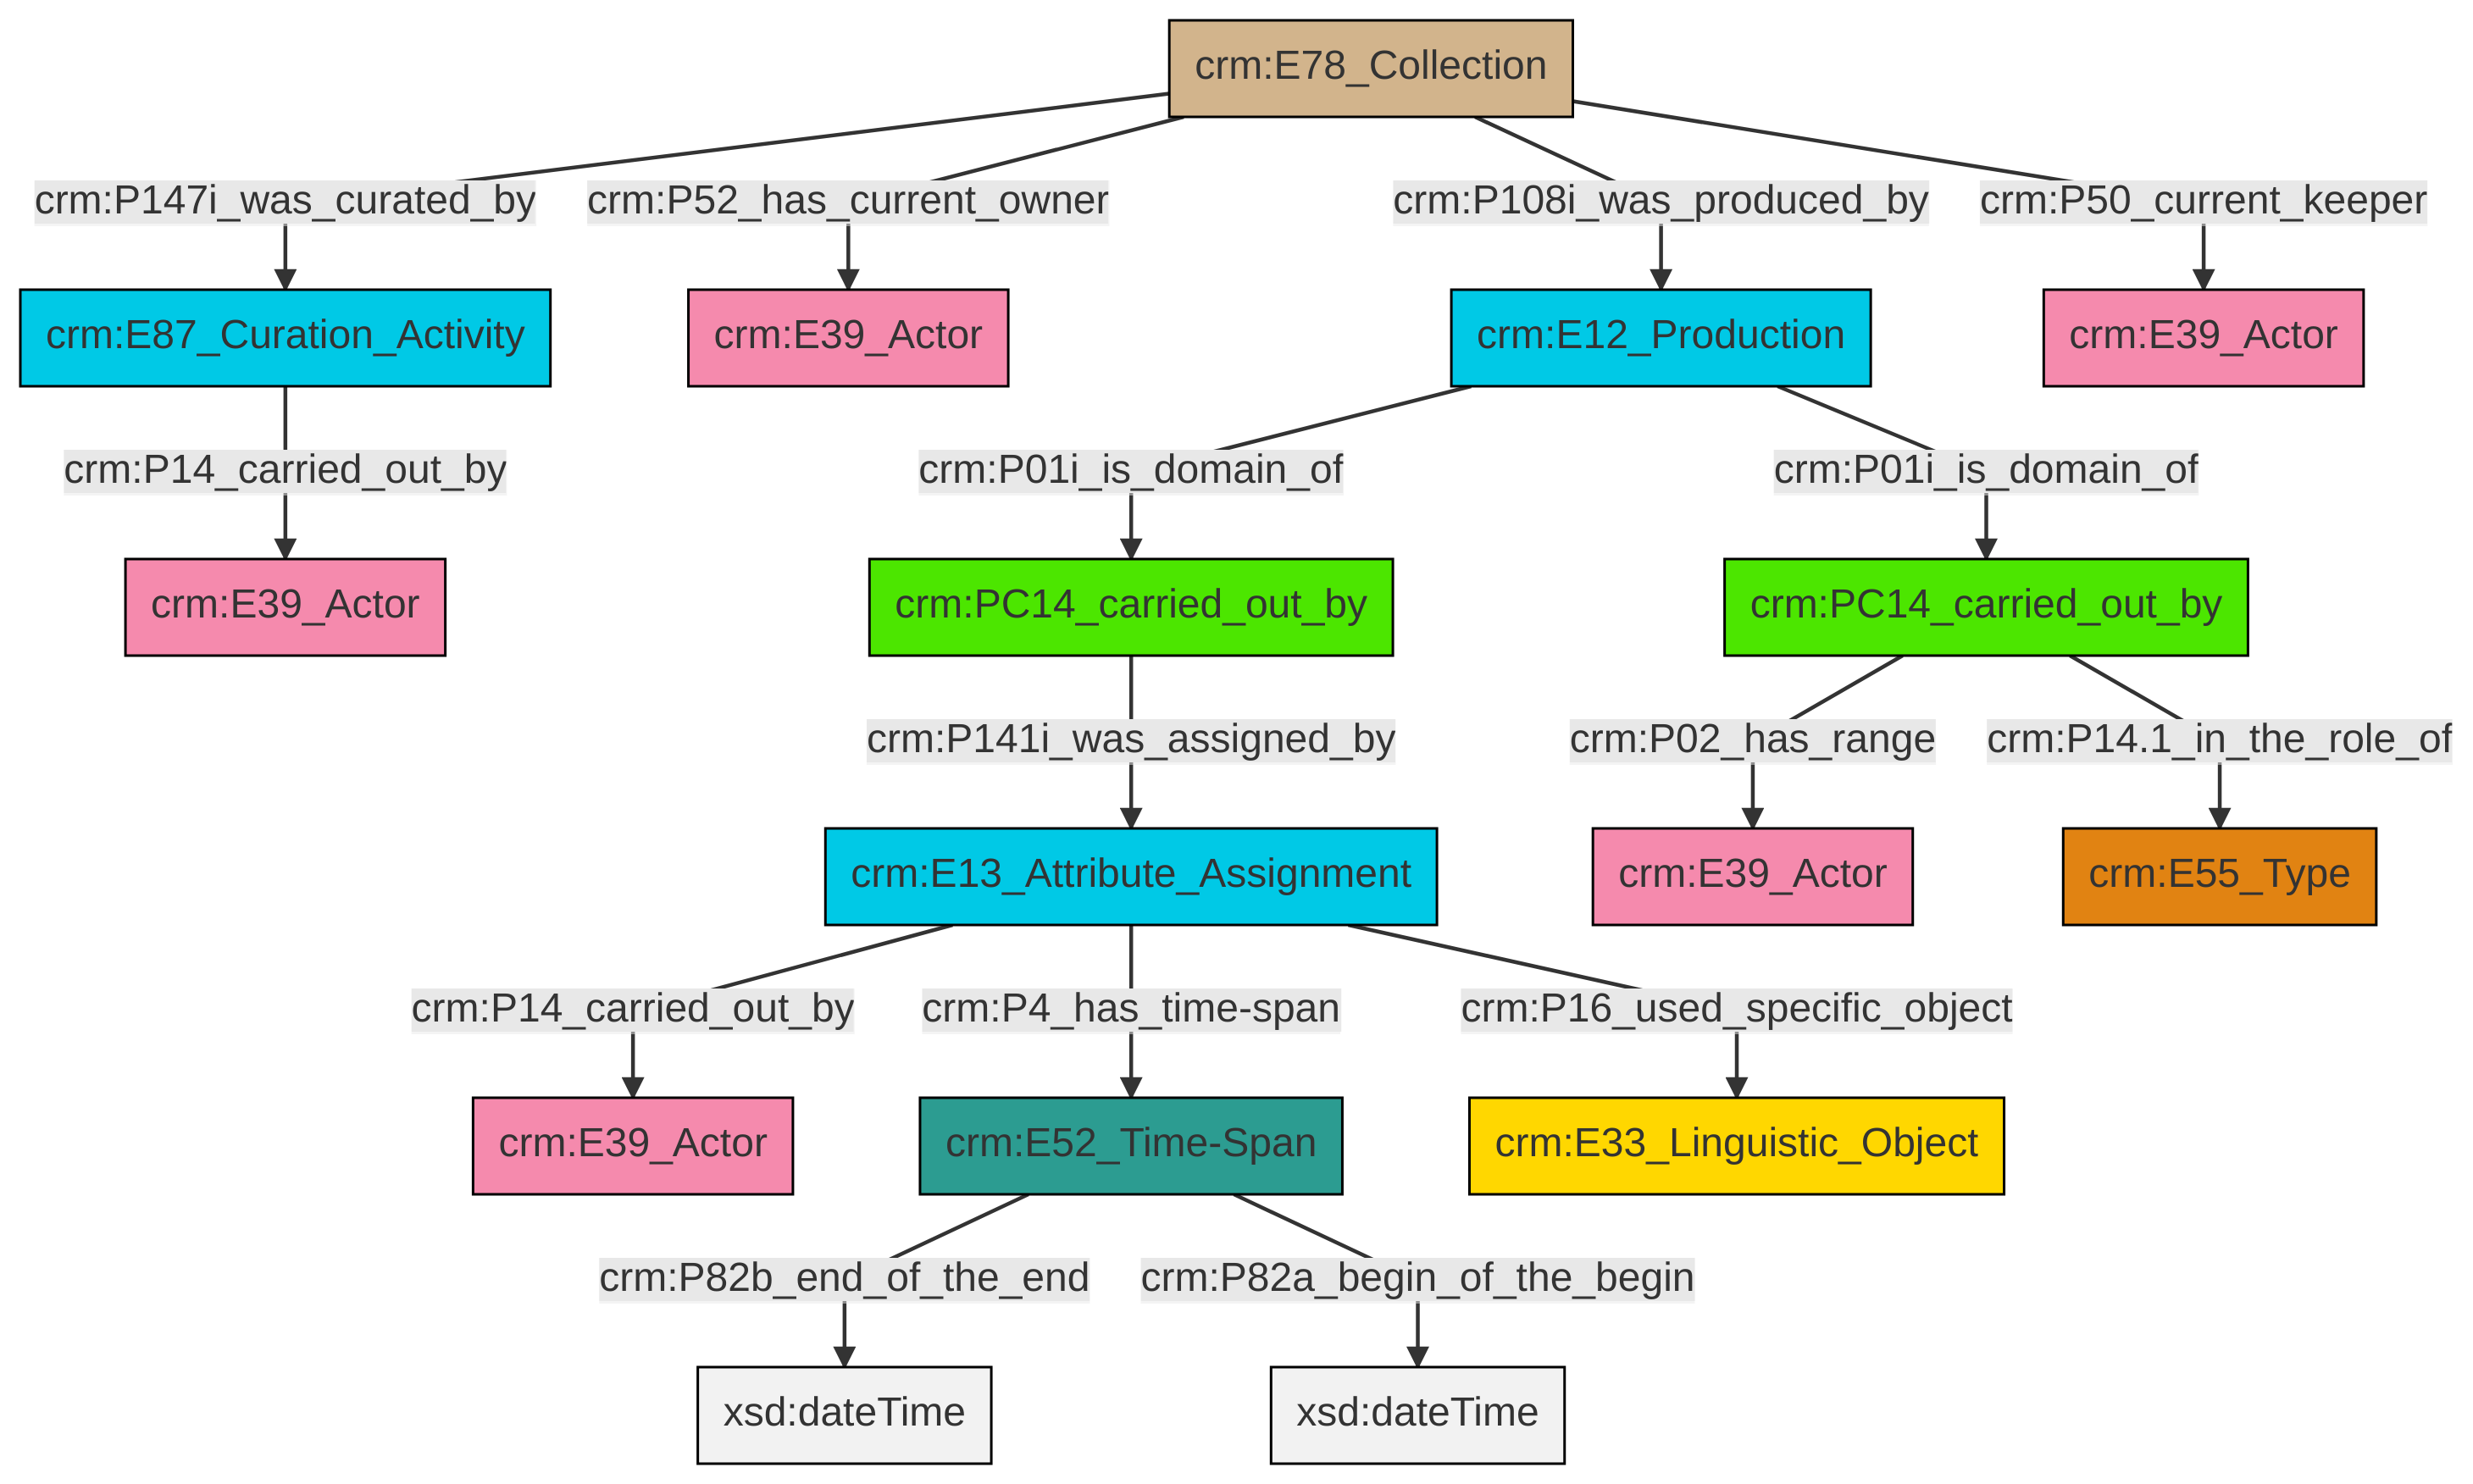 crm:E78_Collection
crm:P147i_was_curated_by
crm:P52_has_current_owner
crm:P108i_was_produced_by
crm:P50_current_keeper
crm:E87_Curation_Activity
crm:E39_Actor
crm:E12_Production
crm:E39_Actor
crm:P14_carried_out_by
crm:P01i_is_domain_of
crm:P01i_is_domain_of
crm:E39_Actor
crm:PC14_carried_out_by
crm:PC14_carried_out_by
crm:P141i_was_assigned_by
crm:P02_has_range
crm:P14.1_in_the_role_of
crm:E13_Attribute_Assignment
crm:E39_Actor
crm:E55_Type
crm:P14_carried_out_by
crm:P4_has_time-span
crm:P16_used_specific_object
crm:E39_Actor
crm:E52_Time-Span
crm:E33_Linguistic_Object
crm:P82b_end_of_the_end
crm:P82a_begin_of_the_begin
xsd:dateTime
xsd:dateTime